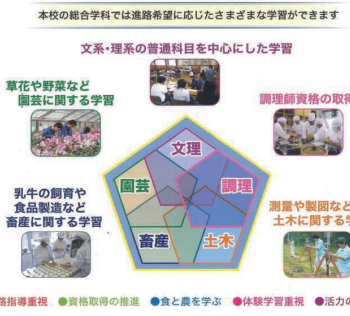 本校の総合学科では進路希望に応じたさまざまな学習ができます
文系・理系の普通科目を中心にした学習
草花や野菜など
園芸に関する学習
調理師資格の取得
文理
園芸
調理
乳牛の飼育や
食品製造など
畜産に関する学習
測量や製図など
土木に関する学
畜産
土木
路指導重視 ●資格取得の推進 ●食と農を学ぶ ●体験学習重視 ●活力の